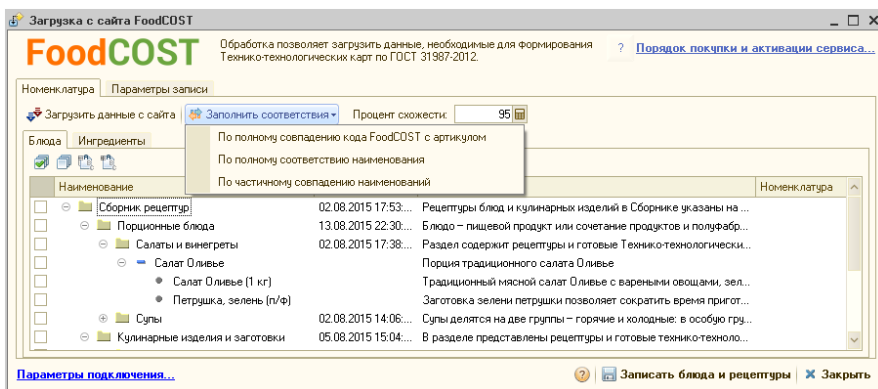 Загрузка с сайта FoodCOST
FoodCOST
Обработка позволяет загрузить данные, необходимые для формирования
Технико-технологических карт по ГОСТ 31987-2012.
? Порядок покупки и активации сервиса...
Номенклатура Параметры записи
Загрузить данные с сайта Заполнить соответствия Процент схожести: 95
По полному совпадению кода FoodCOST с артикулом
По полному соответствию наименования
По частичному совпадению наименований
Блюда Ингредиенты
Наименование Номенклатура
Сборник рецептур 02.08.2015 17:53:... Рецептуры блюд и кулинарных изделий в Сборнике указаны на ...
Порционные блюда 13.08.2015 22:30:... Блюдо – пищевой продукт или сочетание продуктов и полуфабр...
Салаты и винегреты 02.08.2015 17:38:... Раздел содержит рецептуры и готовые Технико-технологически...
Салат Оливье Порция традиционного салата Оливье
Салат Оливье (1 кг) Традиционный мясной салат Оливье с вареными овощами, зел...
Петрушка, зелень (п/ф) Заготовка зелени петрушки позволяет сократить время пригот...
Супы 02.08.2015 14:06:... Супы делятся на две группы – горячие и холодные: в особую гру...
Кулинарные изделия и заготовки 05.08.2015 15:04:... В разделе представлены рецептуры и готовые технико-техноло...
Параметры подключения... ? Записать блюда и рецептуры Закрыть